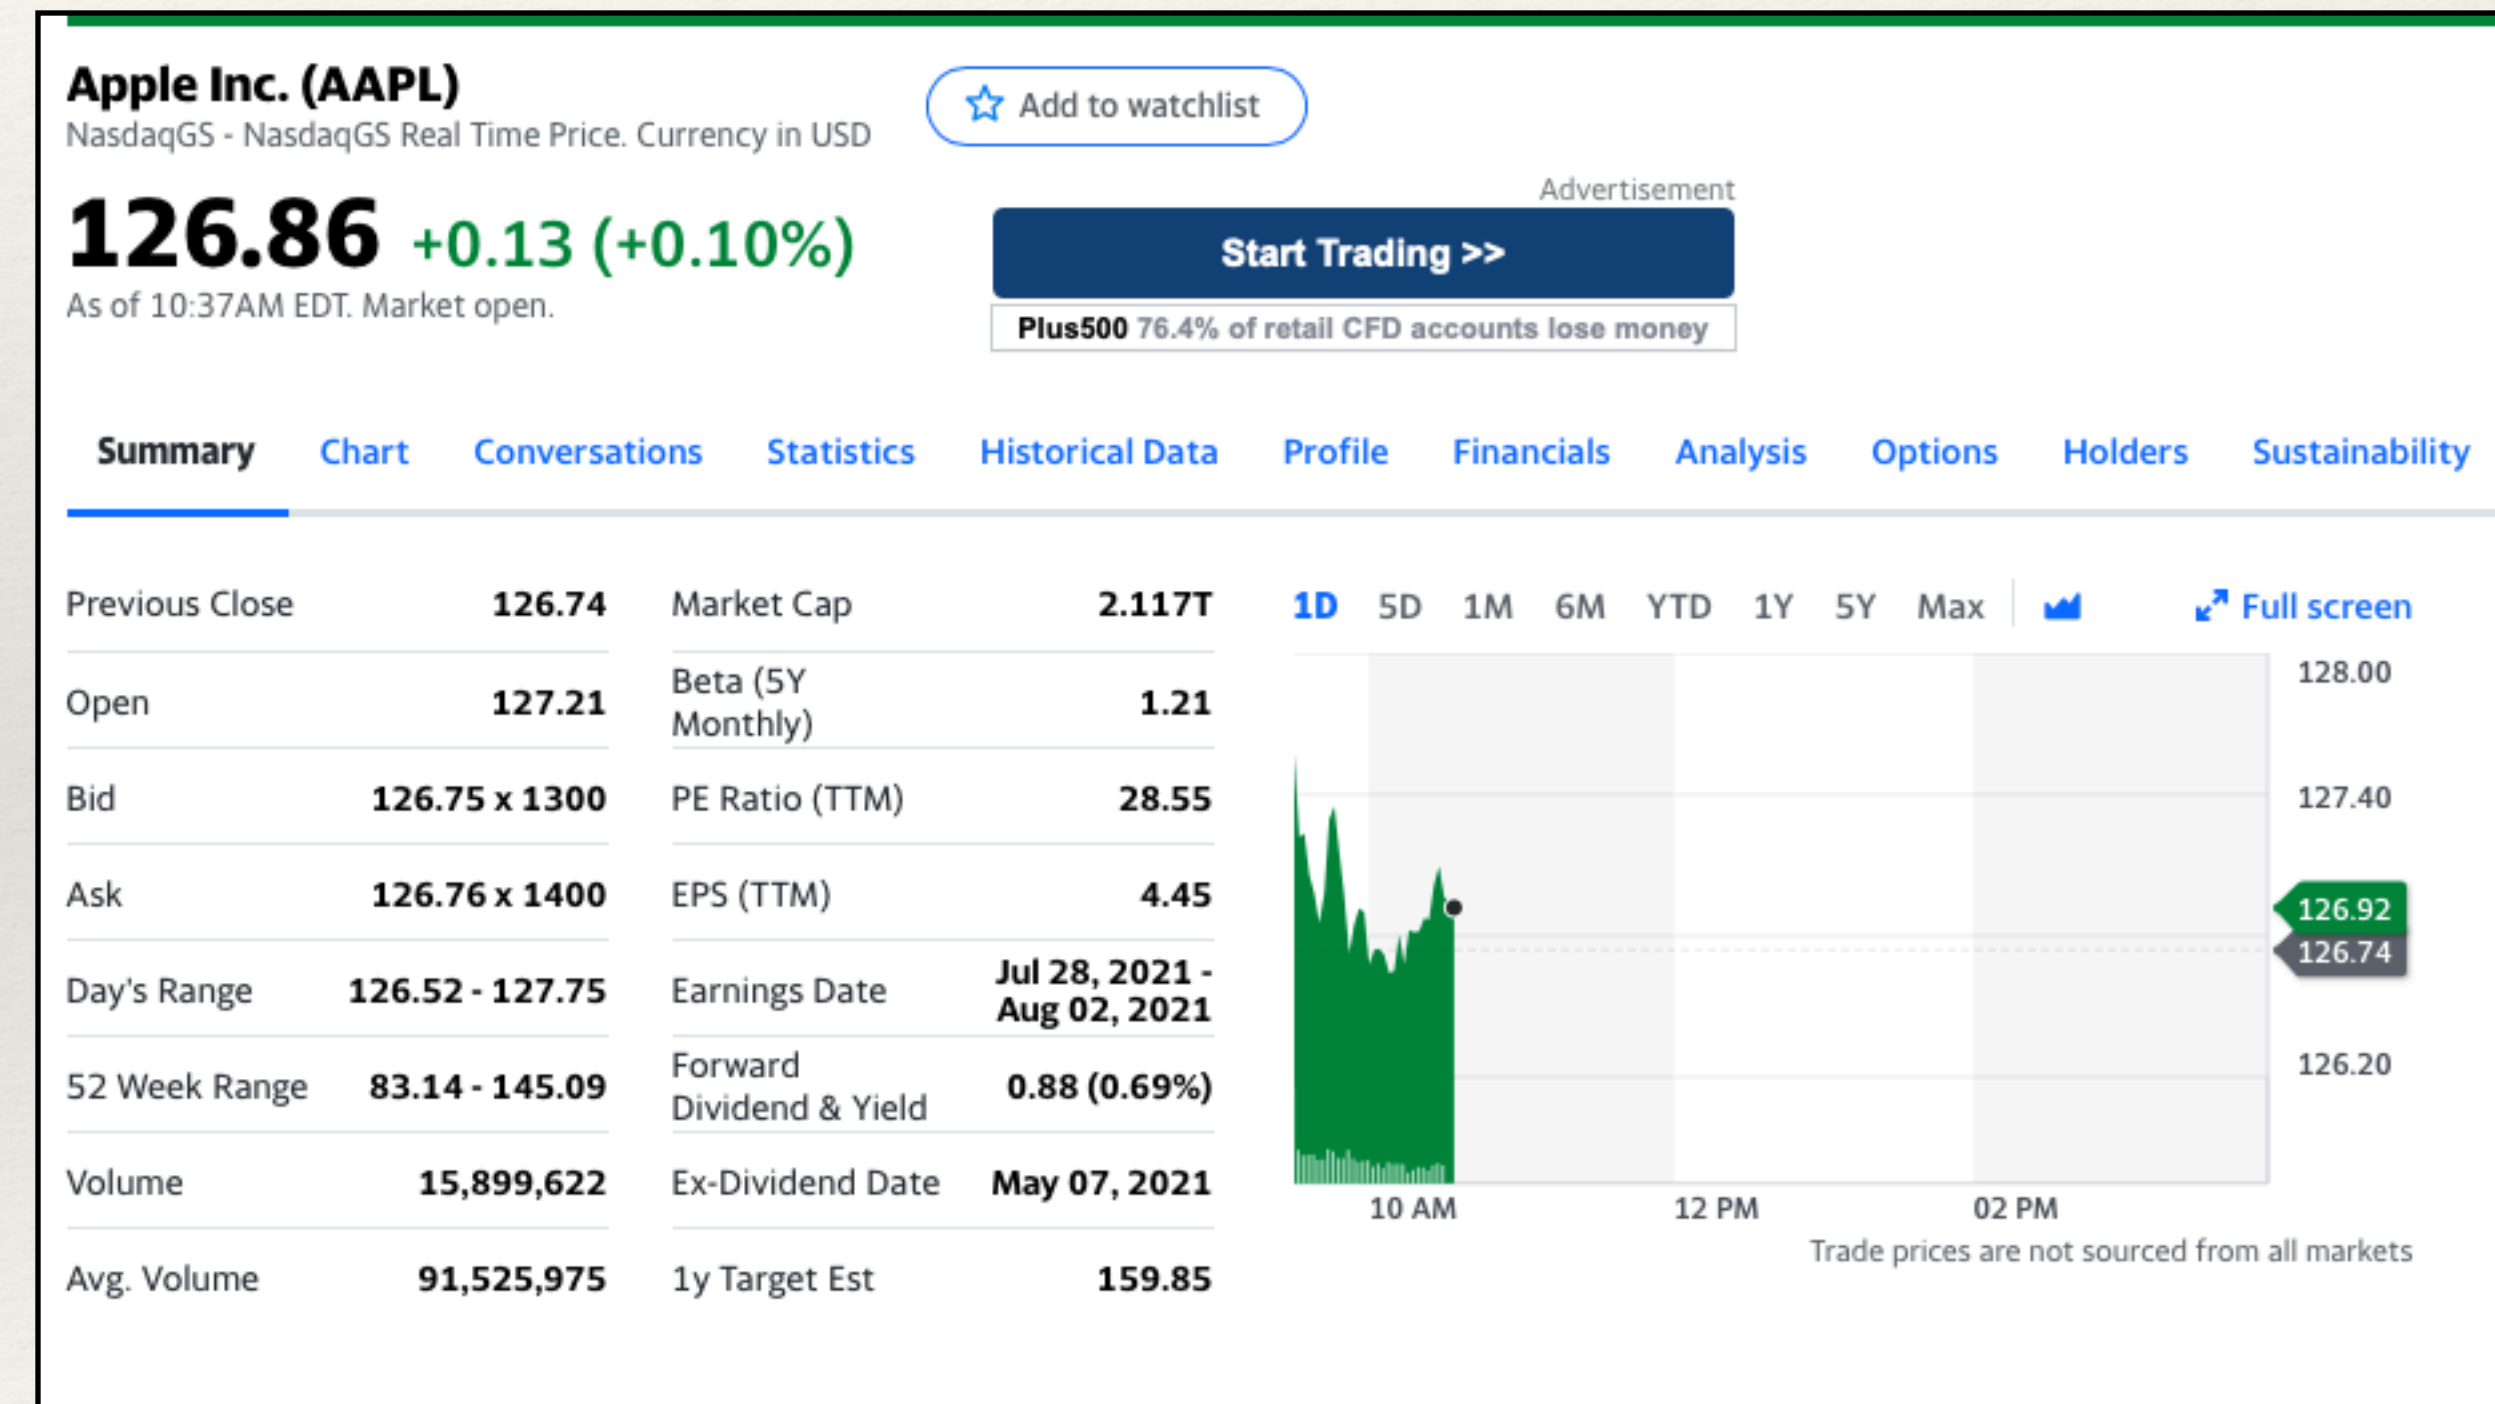 Apple Inc. (AAPL)
Add to watchlist
NasdaqGS - NasdaqGS Real Time Price. Currency in USD
126.86 +0.13 (+0.10%)
As of 10:37AM EDT. Market open.
Advertisement
Start Trading >>
Plus500 76.4% of retail CFD accounts lose money
Summary Chart Conversations Statistics Historical Data Profile Financials Analysis Options Holders Sustainability
Previous Close 126.74
Open 127.21
Bid 126.75 x 1300
Ask 126.76 x 1400
Day's Range 126.52 - 127.75
52 Week Range 83.14 - 145.09
Volume 15,899,622
Avg. Volume 91,525,975
Market Cap 2.117T
Beta (5Y
Monthly) 1.21
PE Ratio (TTM) 28.55
EPS (TTM) 4.45
Earnings Date Jul 28, 2021 -
Aug 02, 2021
Forward
Dividend & Yield 0.88 (0.69%)
Ex-Dividend Date May 07, 2021
1y Target Est 159.85
1D 5D 1M 6M YTD 1Y 5Y Max Full screen
128.00
127.40
126.92
126.74
126.20
10 AM 12 PM 02 PM
Trade prices are not sourced from all markets